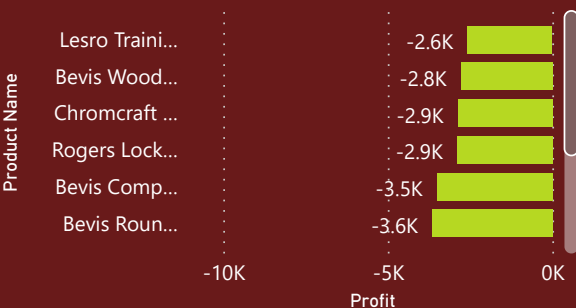 Product Name
Lesro Traini... -2.6K
Bevis Wood... -2.8K
Chromcraft ... -2.9K
Rogers Lock... -2.9K
Bevis Comp... -3.5K
Bevis Roun... -3.6K
-10K -5K 0K
Profit